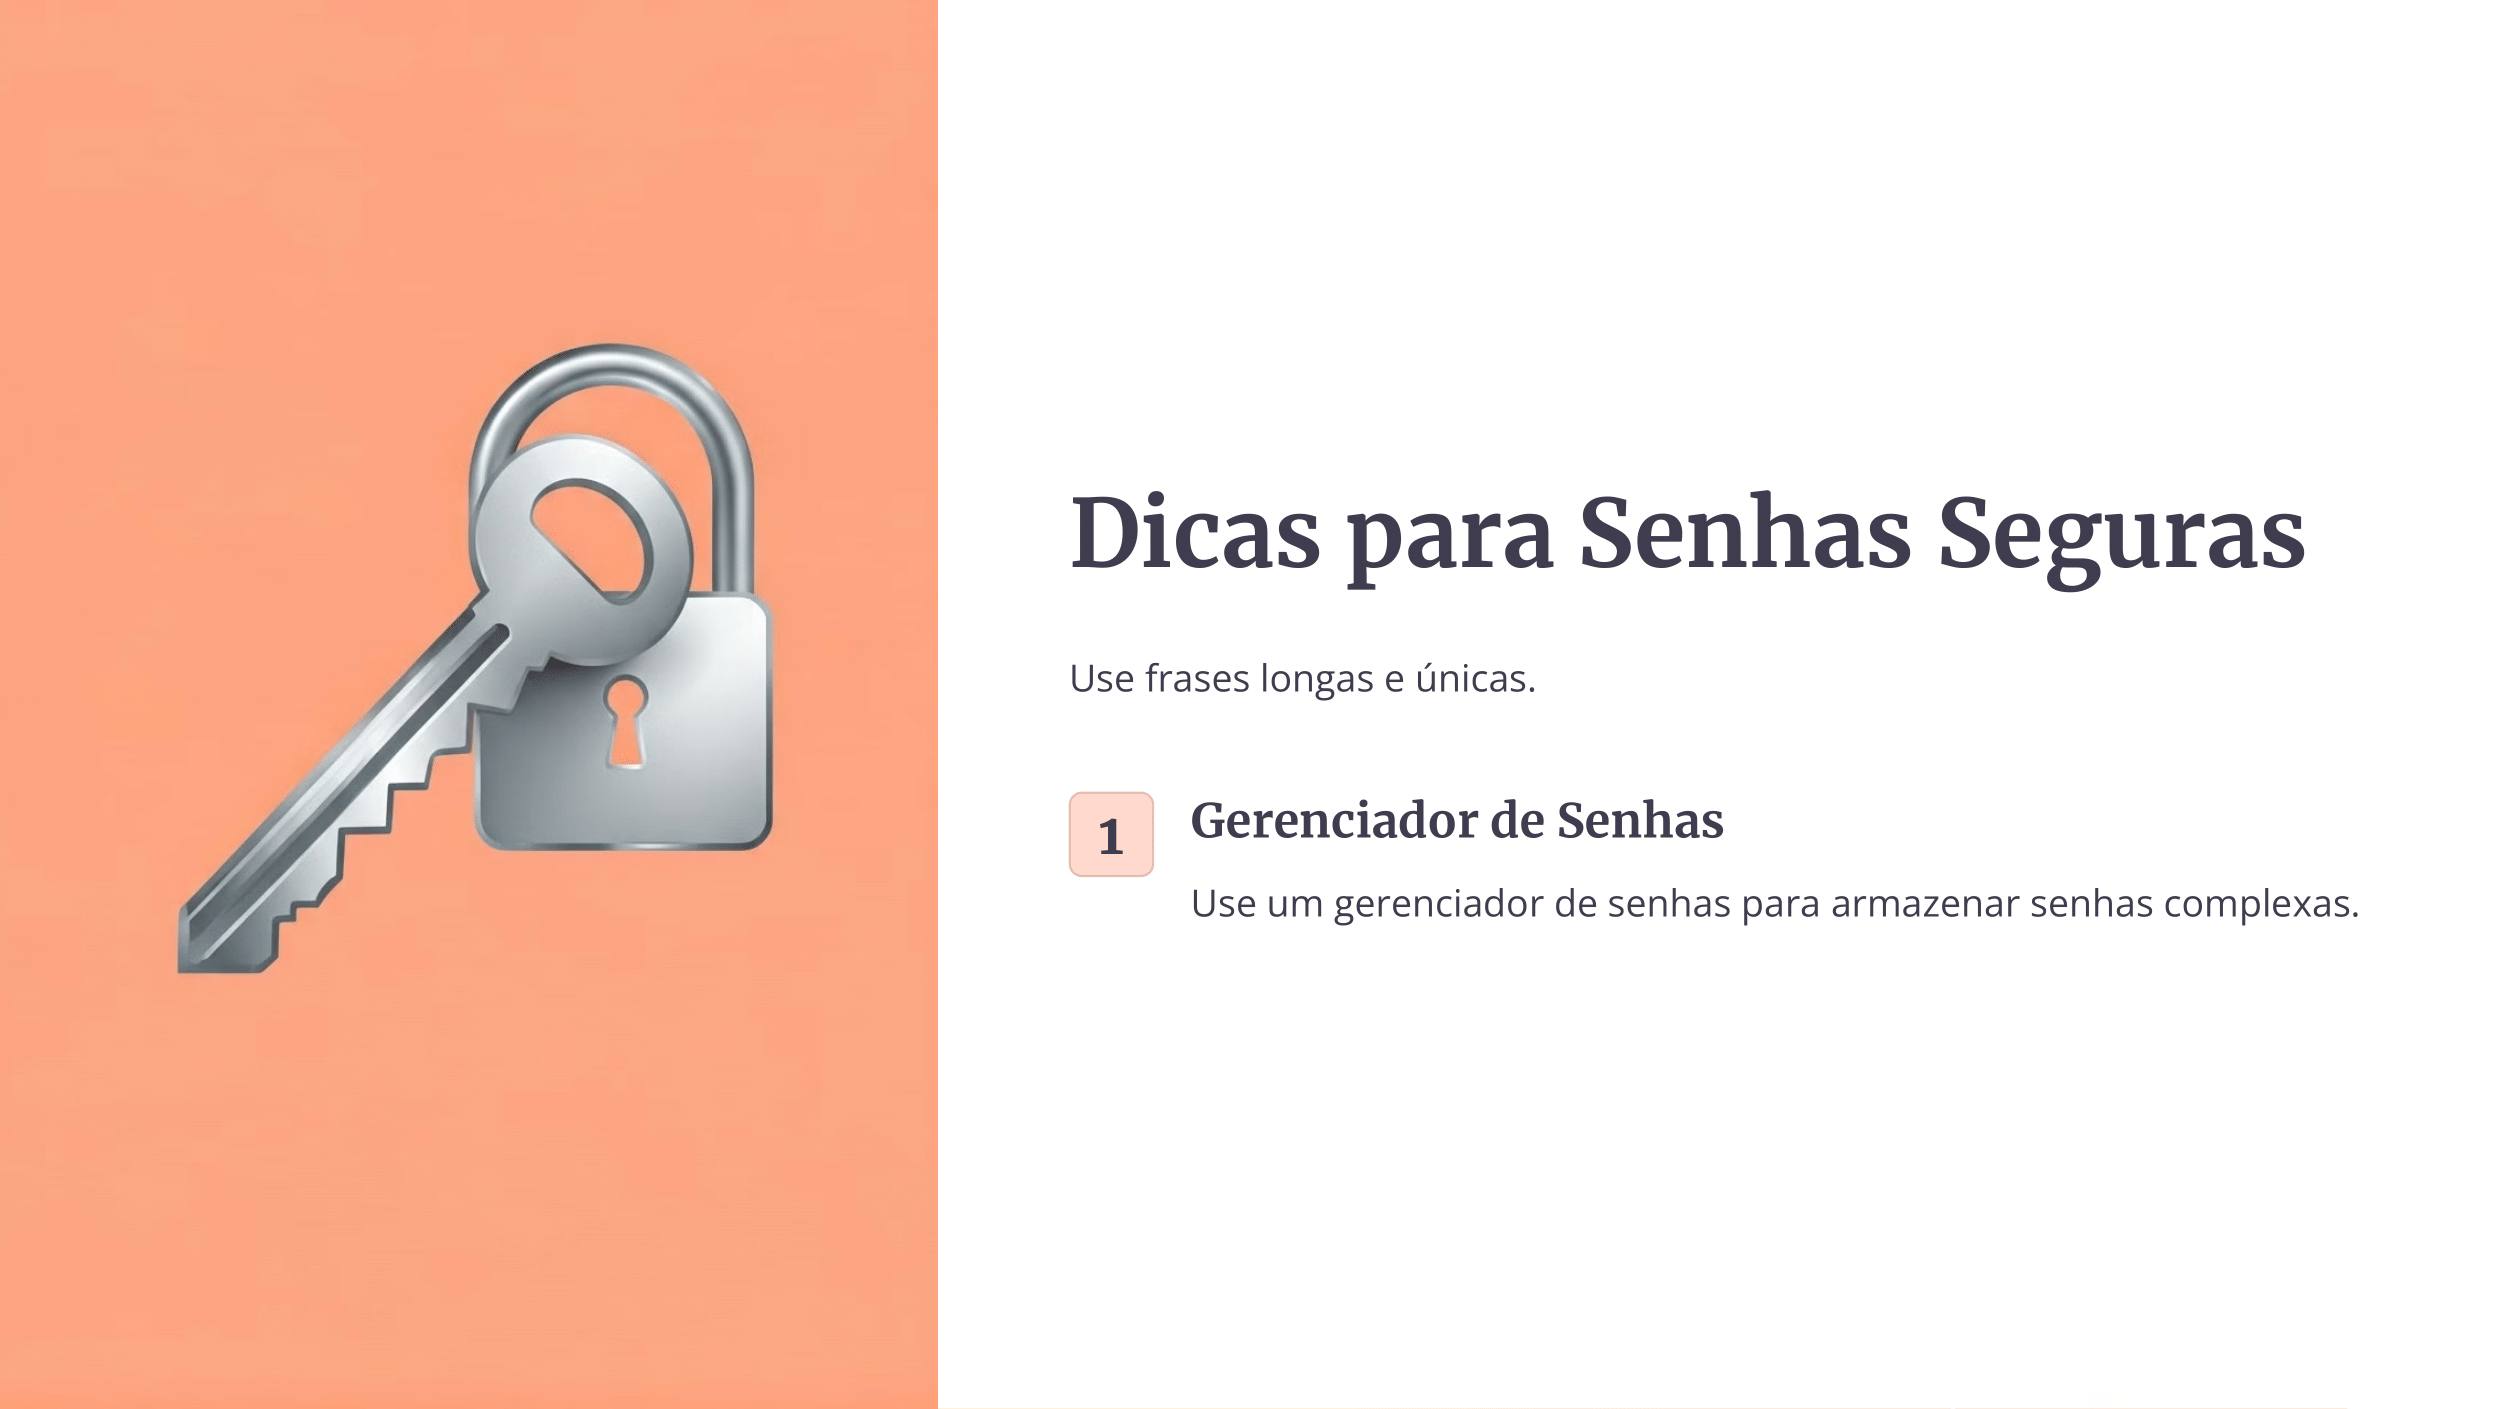 Dicas para Senhas Seguras
Use frases longas e únicas.
1
Gerenciador de Senhas
Use um gerenciador de senhas para armazenar senhas complexas.